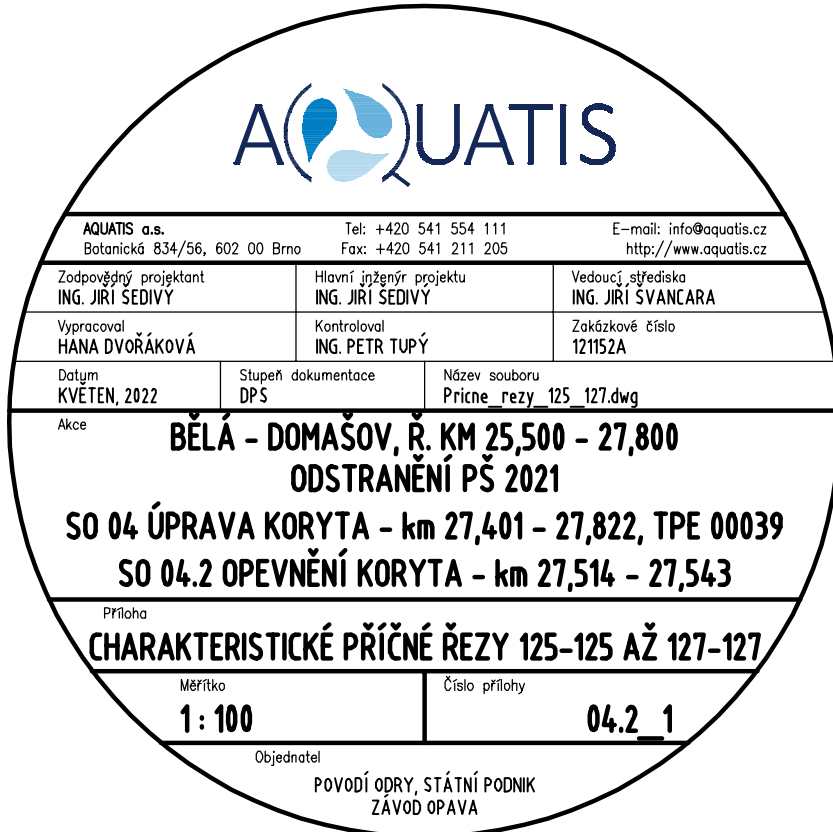 AQUATIS
AQUATIS a.s. Tel: +420 541 554 111 E-mail: info@aquatis.cz
Botanická 834/56, 602 00 Brno Fax: +420 541 211 205 http://www.aquatis.cz
Zodpovědný projektant Hlavní inženýr projektu Vedoucí střediska
ING. JIŘÍ ŠEDIVÝ ING. JIŘÍ ŠEDIVÝ ING. JIŘÍ ŠVANCARA
Vypracoval Kontroloval Zakázkové číslo
HANA DVOŘÁKOVÁ ING. PETR TUPÝ 121152A
Datum Stupeň dokumentace Název souboru
KVĚTEN, 2022 DPS Pricne_rezy_125_127.dwg
Akce
BĚLÁ - DOMAŠOV, Ř. KM 25,500 - 27,800
ODSTRANĚNÍ PŠ 2021
SO 04 ÚPRAVA KORYTA - km 27,401 - 27,822, TPE 00039
SO 04.2 OPEVNĚNÍ KORYTA - km 27,514 - 27,543
Příloha
CHARAKTERISTICKÉ PŘÍČNÉ ŘEZY 125-125 AŽ 127-127
Měřítko Číslo přílohy
1 : 100 04.2_1
Objednatel
POVODÍ ODRY, STÁTNÍ PODNIK
ZÁVOD OPAVA